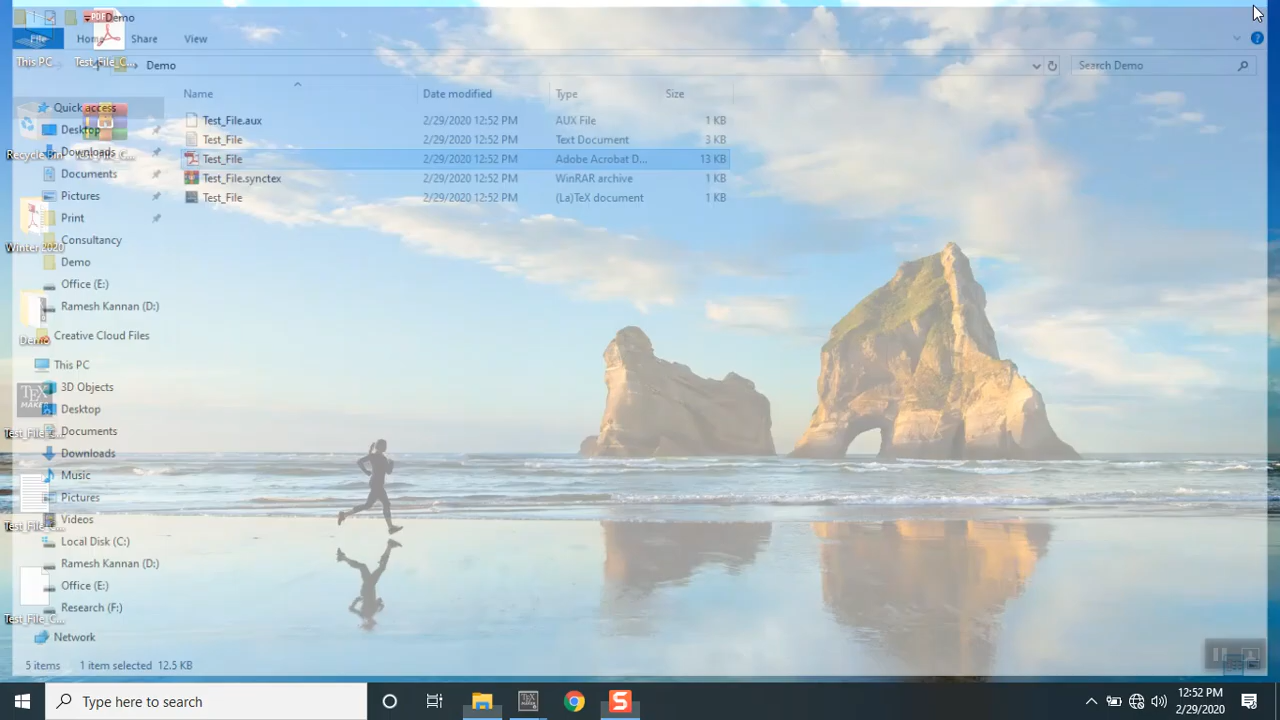 Demo
File Home Share View
This PC Test_File_C...
Demo Search Demo
Name Date modified Type Size
Quick access
Test_File.aux 2/29/2020 12:52 PM AUX File 1 KB
Desktop
Test_File 2/29/2020 12:52 PM Text Document 3 KB
Recycle Bin Downloads
Test_File 2/29/2020 12:52 PM Adobe Acrobat D... 13 KB
Documents
Test_File.synctex 2/29/2020 12:52 PM WinRAR archive 1 KB
Pictures
Test_File 2/29/2020 12:52 PM (La)TeX document 1 KB
Print
Consultancy
Winter 2020
Demo
Office (E:)
Ramesh Kannan (D:)
Creative Cloud Files
Demo
This PC
3D Objects
Desktop
Documents
Downloads
Music
Pictures
Videos
Local Disk (C:)
Ramesh Kannan (D:)
Office (E:)
Research (F:)
Test_File_C...
Network
5 items 1 item selected 12.5 KB
Type here to search
12:52 PM
2/29/2020